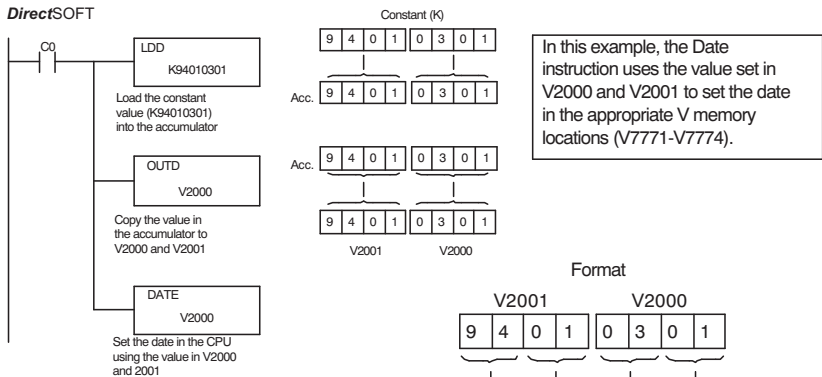 DirectSOFT
C0
LDD
K94010301
Load the constant
value (K94010301)
into the accumulator
OUTD
V2000
Copy the value in
the accumulator to
V2000 and V2001
DATE
V2000
Set the date in the CPU
using the value in V2000
and 2001
Constant (K)
9 4 0 1 0 3 0 1
Acc. 9 4 0 1 0 3 0 1
Acc. 9 4 0 1 0 3 0 1
9 4 0 1 0 3 0 1
V2001 V2000
In this example, the Date
instruction uses the value set in
V2000 and V2001 to set the date
in the appropriate V memory
locations (V7771-V7774).
Format
V2001 V2000
9 4 0 1 0 3 0 1